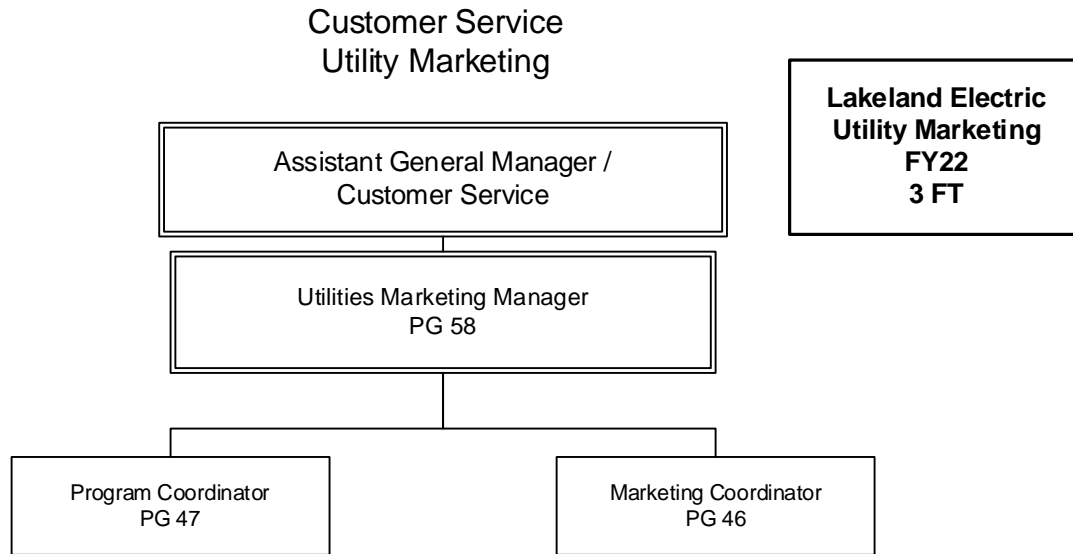 Customer Service
Utility Marketing
Lakeland Electric
Utility Marketing
FY22
3 FT
Assistant General Manager /
Customer Service
Utilities Marketing Manager
PG 58
Program Coordinator
PG 47
Marketing Coordinator
PG 46